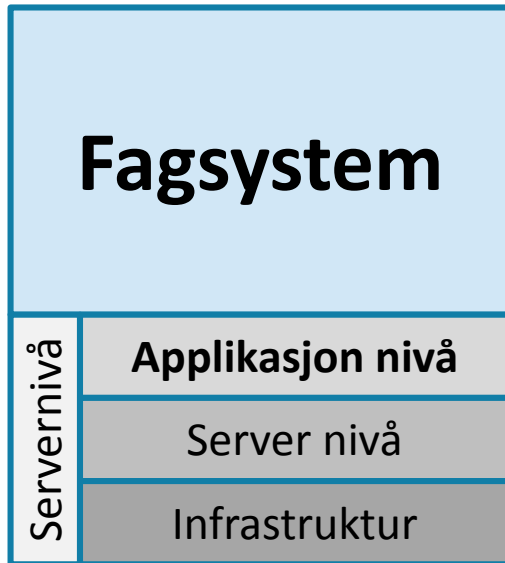 Fagsystem
Servernivå
Applikasjon nivå
Server nivå
Infrastruktur